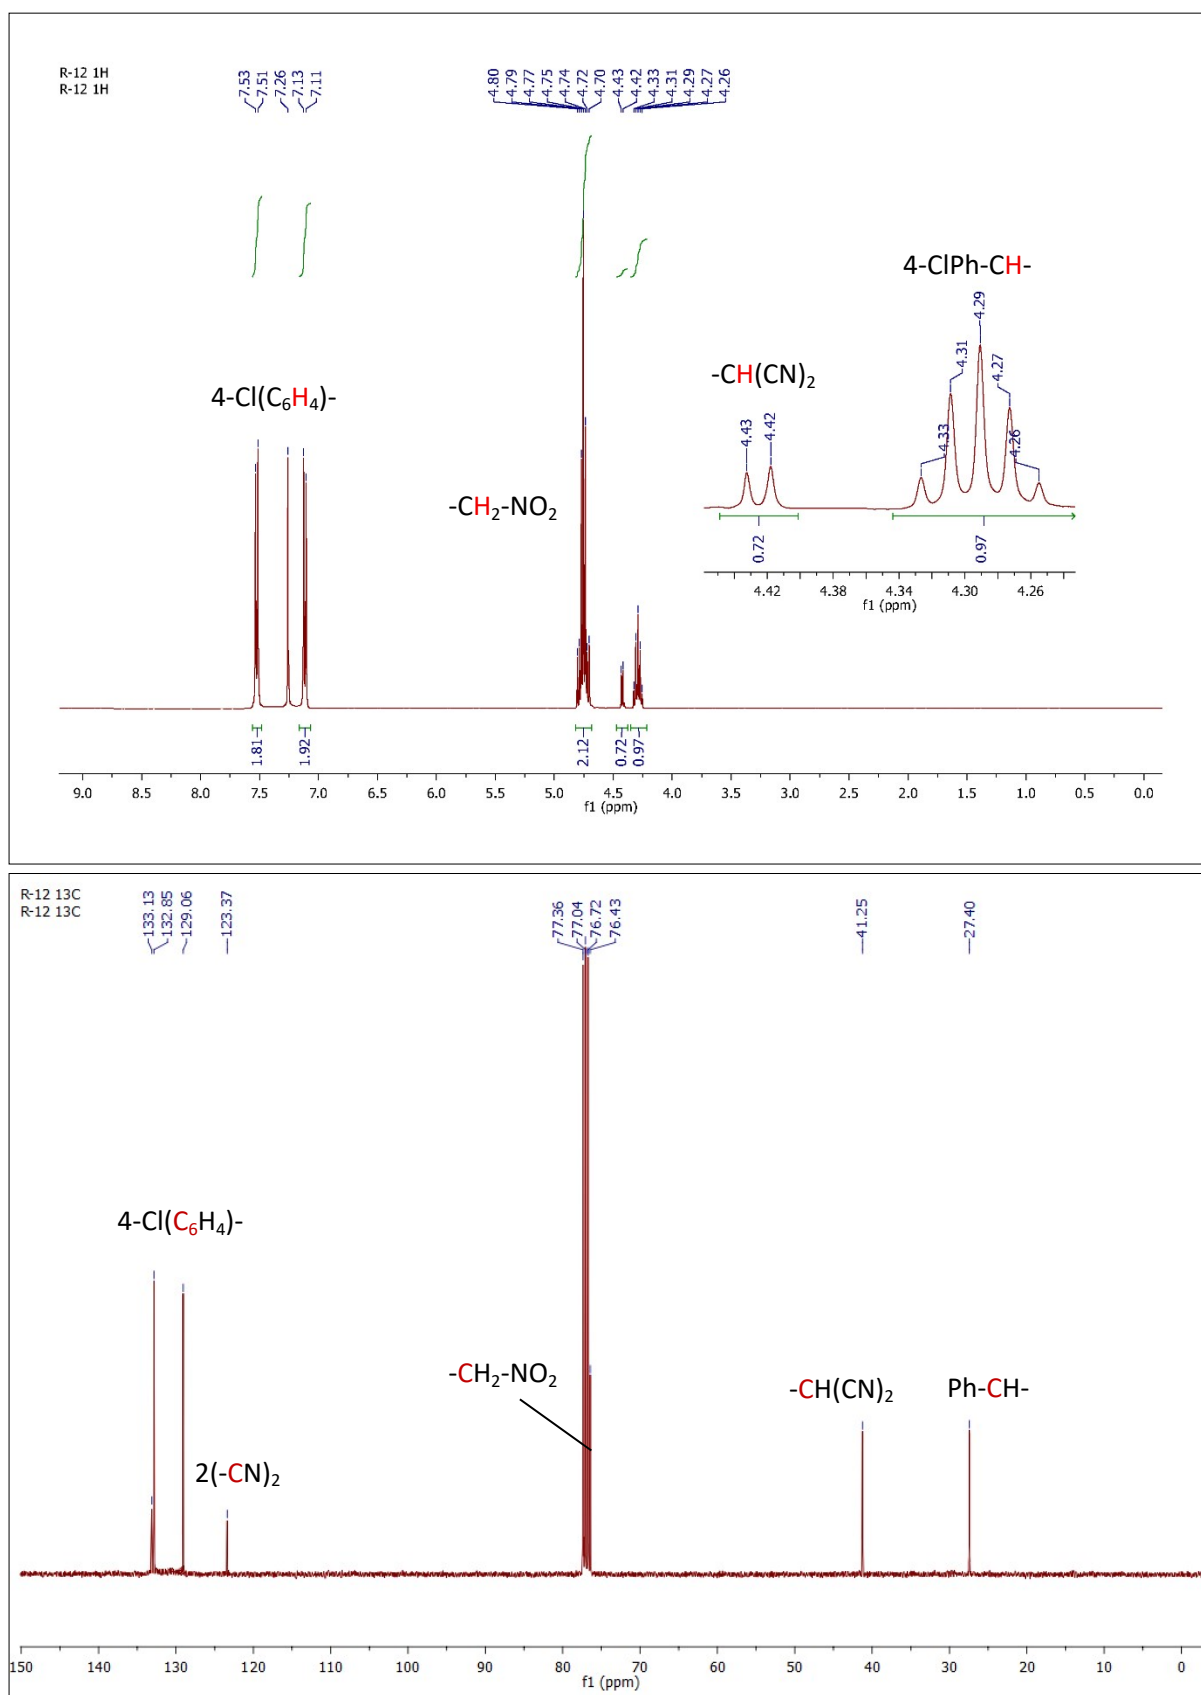 R-12 1H
R-12 1H
7.53
7.51
7.26
7.13
7.11
4.80
4.79
4.77
4.75
4.74
4.72
4.70
4.43
4.42
4.33
4.31
4.29
4.27
4.26
4-ClPh-CH-
4.29
4.31
4.27
4.33
4.26
-CH(CN)2
4.43
4.42
4-Cl(C6H4)-
-CH2-NO2
0.72
0.97
4.42
4.38
4.34
4.30
4.26
f1 (ppm)
1.81
1.92
2.12
0.72
0.97
9.0 8.5 8.0 7.5 7.0 6.5 6.0 5.5 5.0 4.5 4.0 3.5 3.0 2.5 2.0 1.5 1.0 0.5 0.0
f1 (ppm)
R-12 13C
R-12 13C
133.13
132.85
129.06
123.37
77.36
77.04
76.72
76.43
41.25
27.40
4-Cl(C6H4)-
-CH2-NO2
-CH(CN)2
Ph-CH-
2(-CN)2
150 140 130 120 110 100 90 80 70 60 50 40 30 20 10 0
f1 (ppm)